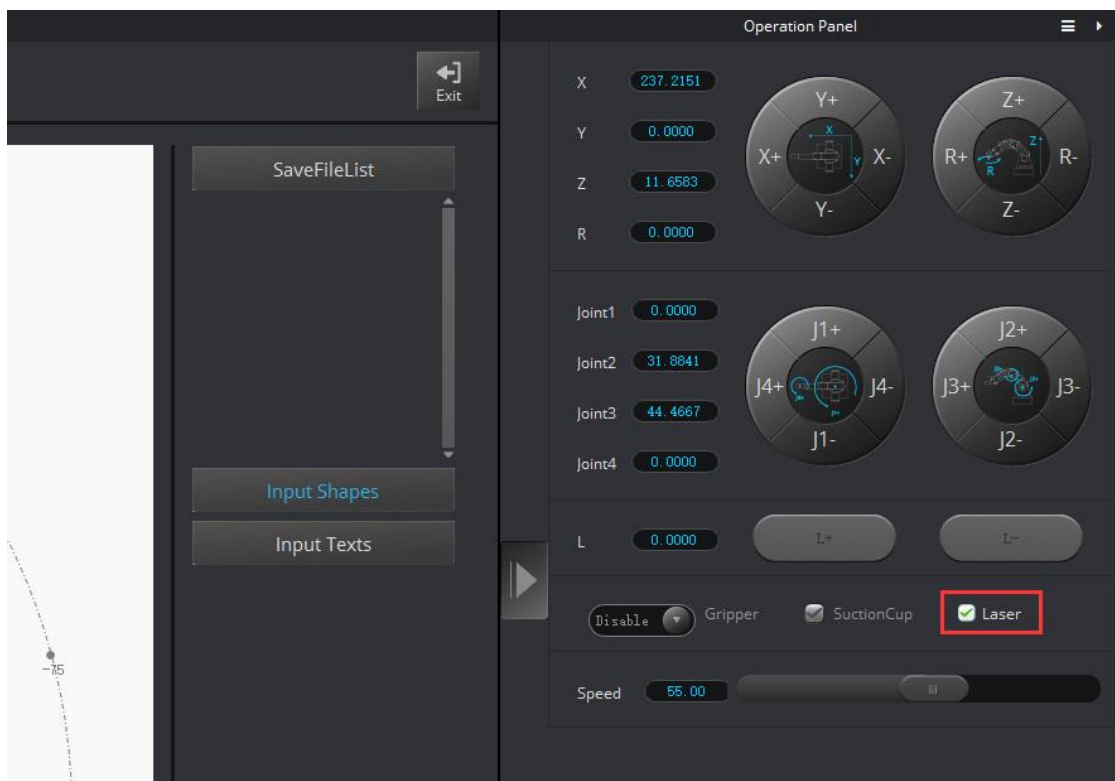 Operation Panel
Exit
SaveFileList
Input Shapes
Input Texts
-75
X 237.2151
Y 0.0000
Z 11.6583
R 0.0000
Y+
X+
X
Y
X-
Y-
Z+
R+
Z
R
R-
Z-
Joint1 0.0000
Joint2 31.8841
Joint3 44.4667
Joint4 0.0000
J1+
J4+
J4-
J1-
J2+
J3+
J3-
J2-
L 0.0000 L+ L-
Disable Gripper SuctionCup Laser
Speed 55.00